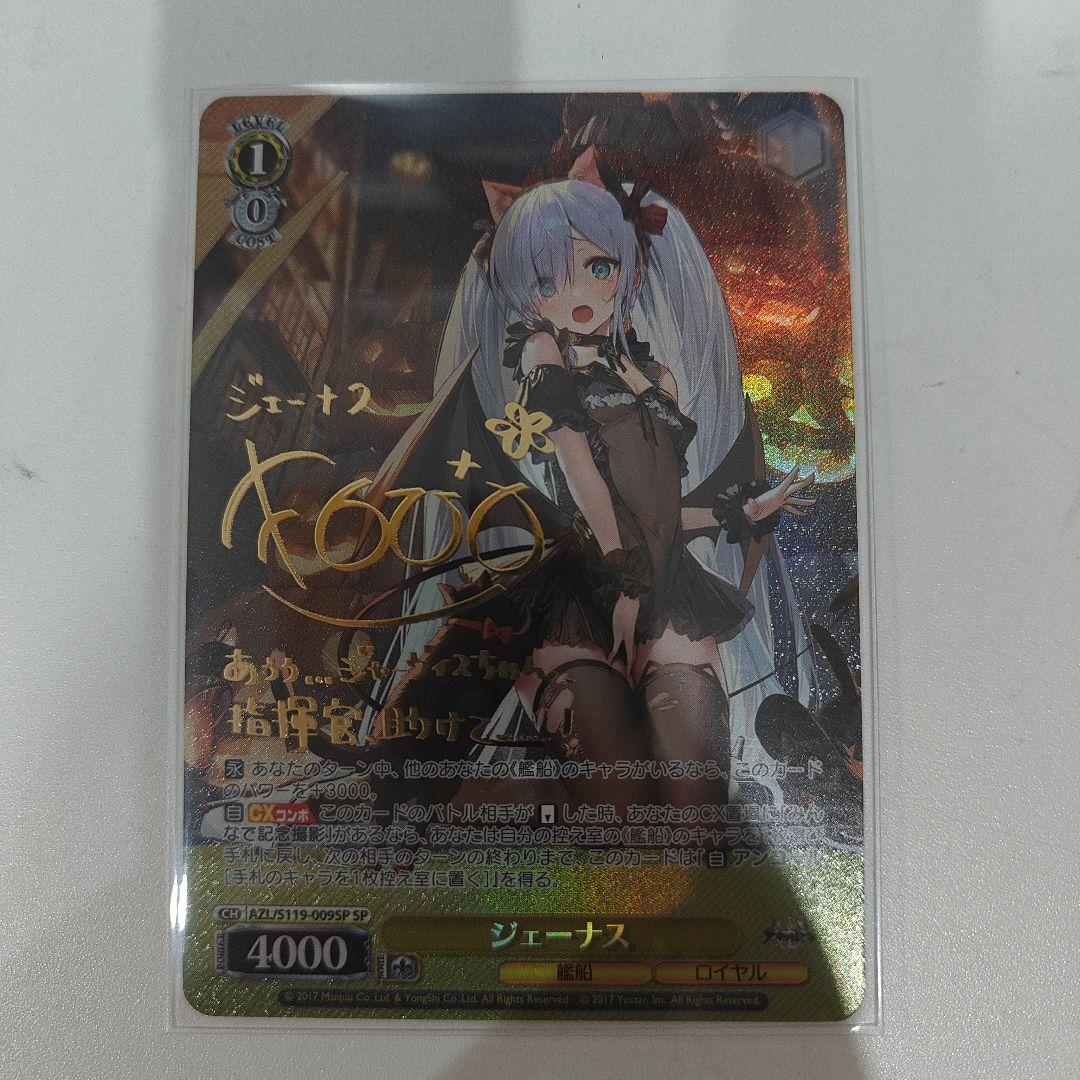 LEVEL
1
0
COST
ジェーナス
あうう…ジャーヴィスちゃん…
指揮官、助けて……!
永 あなたのターン中、他のあなたの《艦船》のキャラがいるなら、このカード
のパワーを+3000。
自 CXコンボ このカードのバトル相手が した時、あなたのCX置場に「みん
なで記念撮影」があるなら、あなたは自分の控え室の《艦船》のキャラを
手札に戻し、次の相手のターンの終わりまで、このカードは『自 アンコール
[手札のキャラを1枚控え室に置く]』を得る。
CH AZL/S119-009SP SP
4000
ジェーナス
艦船 ロイヤル
© 2017 Manjuu Co.,Ltd. & YongShi Co.,Ltd. All Rights Reserved. © 2017 Yostar, Inc. All Rights Reserved.